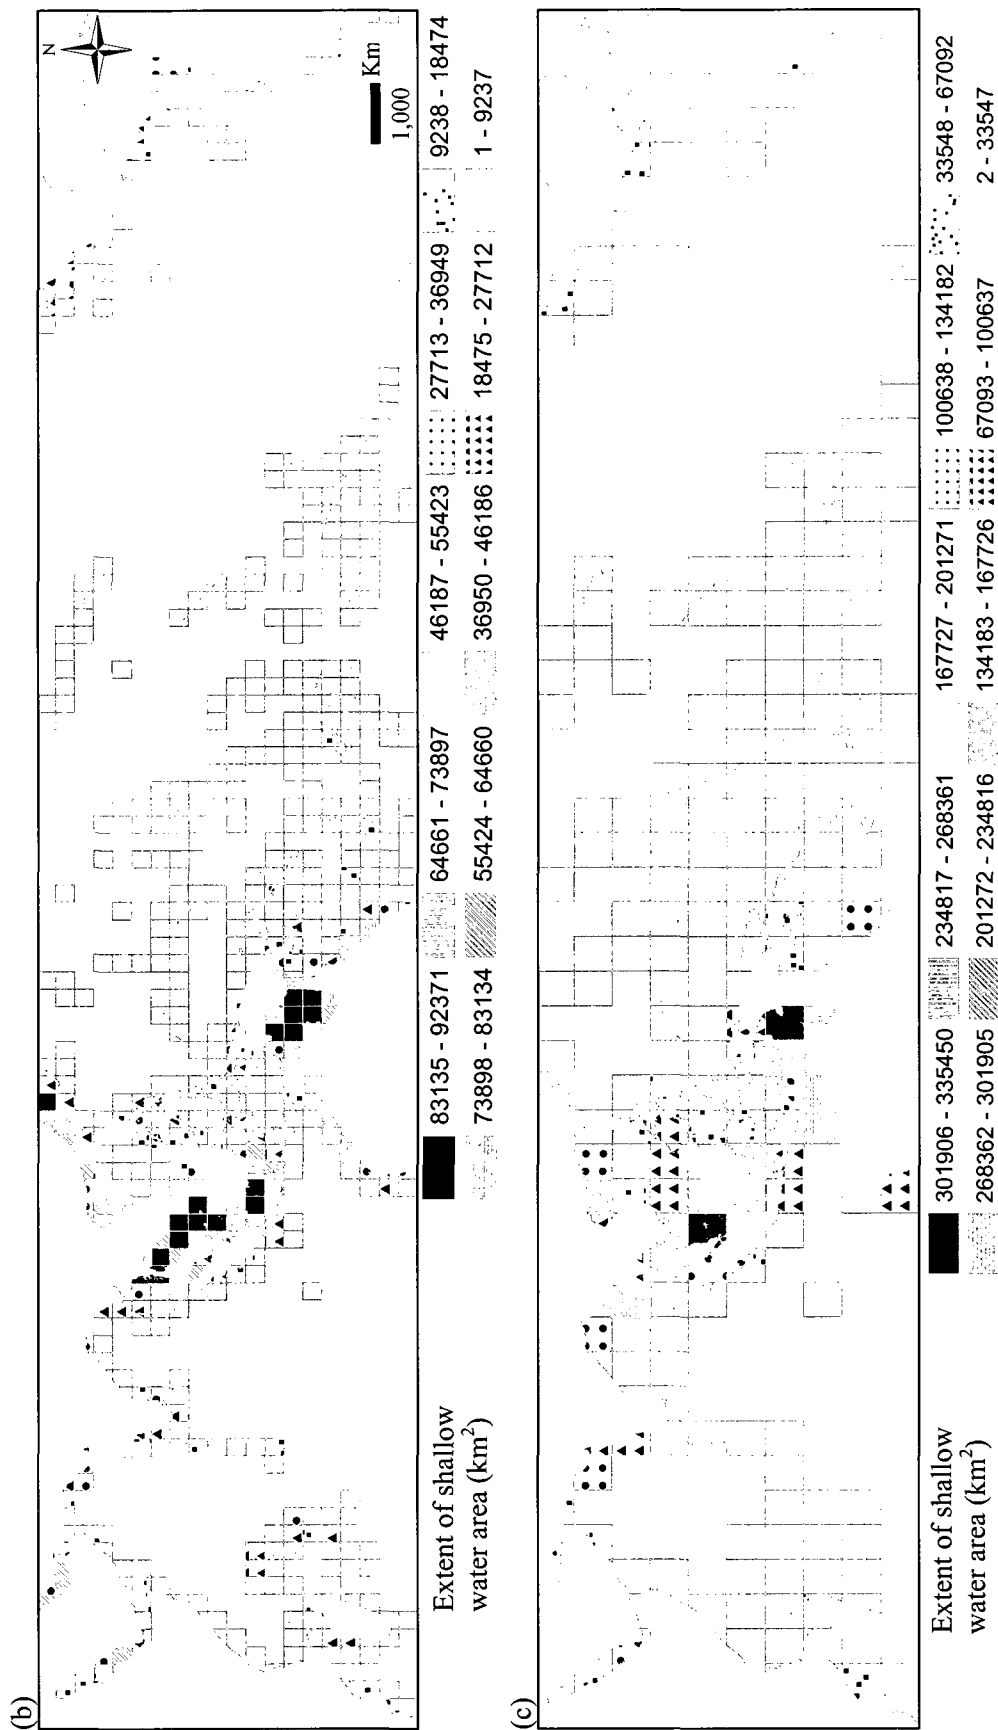 (b)
N
Km
1,000
Extent of shallow
water area (km²)
83135 - 92371
64661 - 73897
46187 - 55423
27713 - 36949
9238 - 18474
73898 - 83134
55424 - 64660
36950 - 46186
18475 - 27712
1 - 9237
(c)
Extent of shallow
water area (km²)
301906 - 335450
234817 - 268361
167727 - 201271
100638 - 134182
33548 - 67092
268362 - 301905
201272 - 234816
134183 - 167726
67093 - 100637
2 - 33547